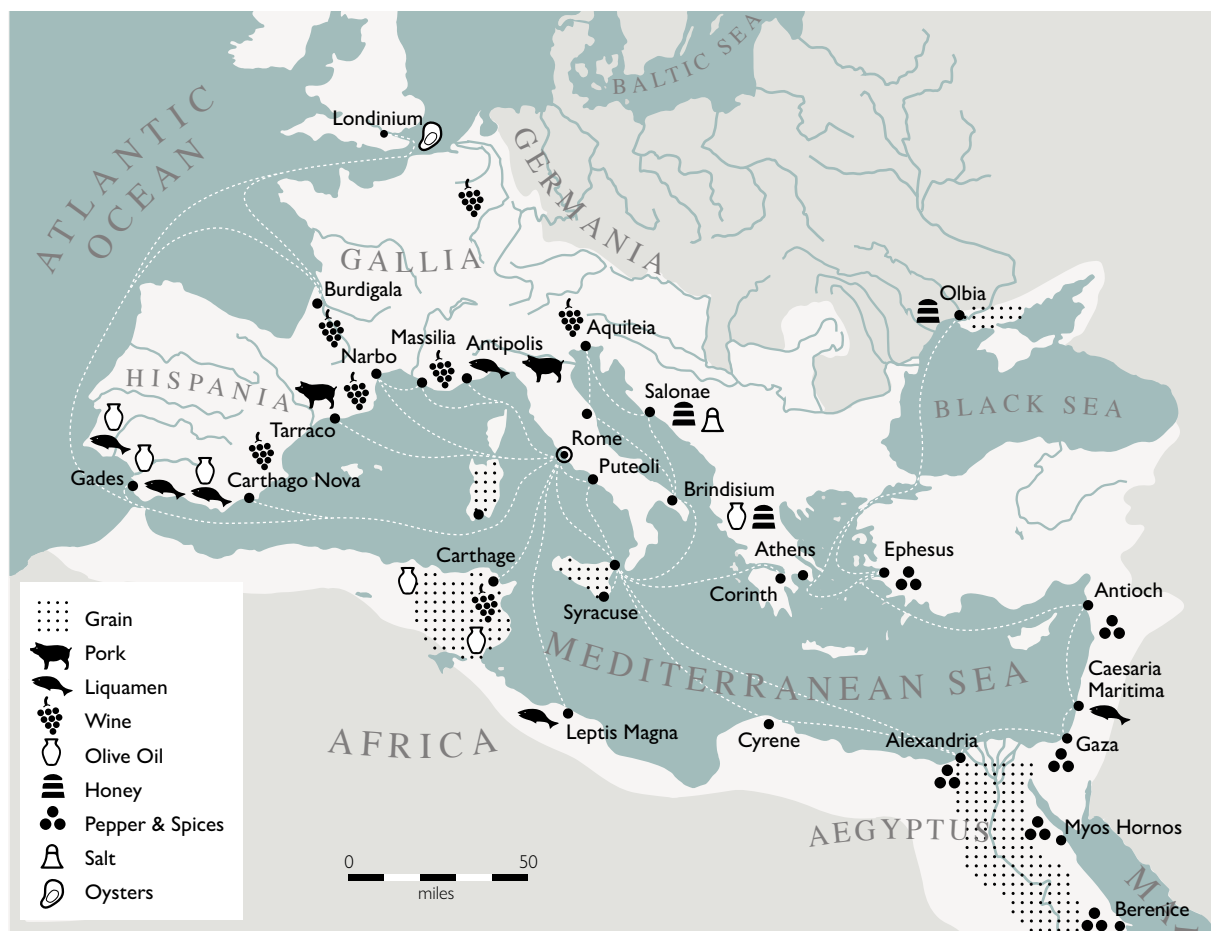 BALTIC SEA
ATLANTIC
OCEAN
Londinium
GERMANIA
GALLIA
Burdigala
Olbia
Massilia
Antipolis
Aquileia
Narbo
HISPANIA
Salonae
BLACK SEA
Tarraco
Rome
Puteoli
Gades
Carthago Nova
Brindisium
Carthage
Athens
Ephesus
Corinth
Antioch
Syracuse
MEDITERRANEAN SEA
Caesaria
Maritima
AFRICA
Leptis Magna
Cyrene
Alexandria
Gaza
AEGYPTUS
Myos Hornos
Berenice
Grain
Pork
Liquamen
Wine
Olive Oil
Honey
Pepper & Spices
Salt
Oysters
0
50
miles